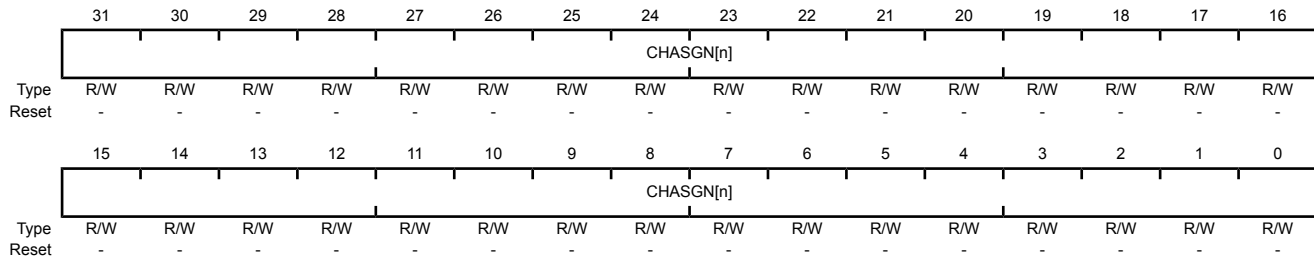 31 30 29 28 27 26 25 24 23 22 21 20 19 18 17 16
CHASGN[n]
Type R/W R/W R/W R/W R/W R/W R/W R/W R/W R/W R/W R/W R/W R/W R/W R/W
Reset - - - - - - - - - - - - - - - -
15 14 13 12 11 10 9 8 7 6 5 4 3 2 1 0
CHASGN[n]
Type R/W R/W R/W R/W R/W R/W R/W R/W R/W R/W R/W R/W R/W R/W R/W R/W
Reset - - - - - - - - - - - - - - - -